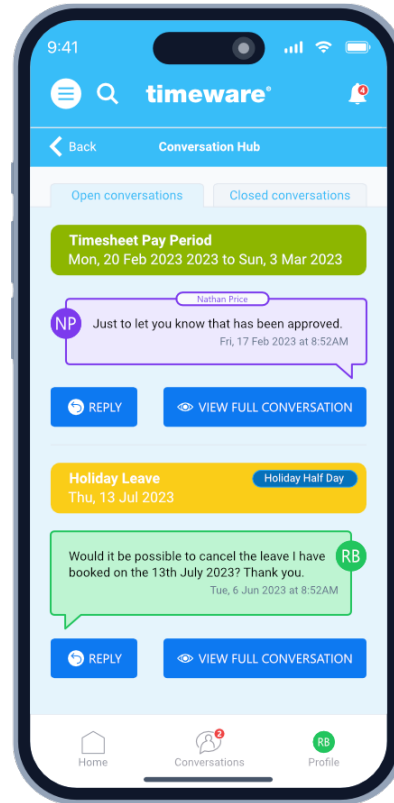 9:41
timeware®
4
Back
Conversation Hub
Open conversations
Closed conversations
Timesheet Pay Period
Mon, 20 Feb 2023 2023 to Sun, 3 Mar 2023
Nathan Price
NP
Just to let you know that has been approved.
Fri, 17 Feb 2023 at 8:52AM
REPLY
VIEW FULL CONVERSATION
Holiday Leave
Holiday Half Day
Thu, 13 Jul 2023
Would it be possible to cancel the leave I have
booked on the 13th July 2023? Thank you.
RB
Tue, 6 Jun 2023 at 8:52AM
REPLY
VIEW FULL CONVERSATION
2
RB
Home
Conversations
Profile